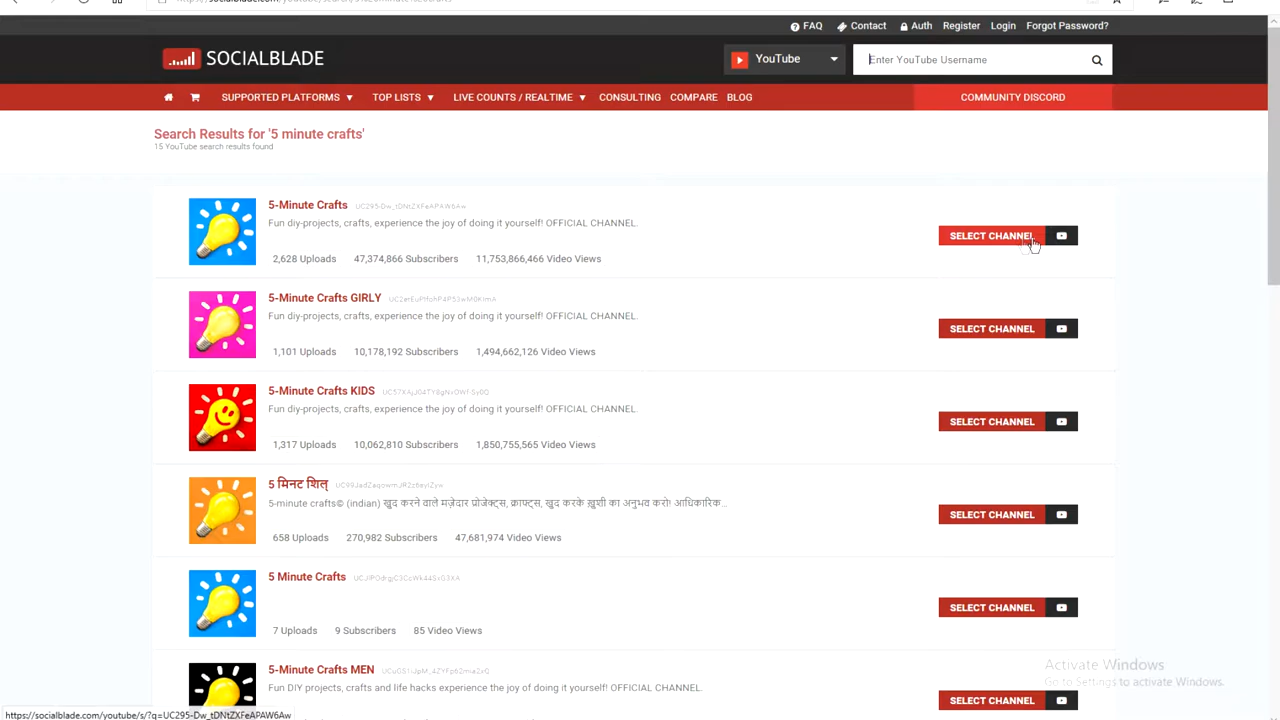 FAQ Contact Auth Register Login Forgot Password?
SOCIALBLADE YouTube Enter YouTube Username
SUPPORTED PLATFORMS TOP LISTS LIVE COUNTS / REALTIME CONSULTING COMPARE BLOG COMMUNITY DISCORD
Search Results for '5 minute crafts'
15 YouTube search results found
5-Minute Crafts
Fun diy-projects, crafts, experience the joy of doing it yourself! OFFICIAL CHANNEL.
SELECT CHANNEL
2,628 Uploads 47,374,866 Subscribers 11,753,866,466 Video Views
5-Minute Crafts GIRLY
Fun diy-projects, crafts, experience the joy of doing it yourself! OFFICIAL CHANNEL.
SELECT CHANNEL
1,101 Uploads 10,178,192 Subscribers 1,494,662,126 Video Views
5-Minute Crafts KIDS
Fun diy-projects, crafts, experience the joy of doing it yourself! OFFICIAL CHANNEL.
SELECT CHANNEL
1,317 Uploads 10,062,810 Subscribers 1,850,755,565 Video Views
5 मिनट शिल्
5-minute crafts© (indian) खुद करने वाले मज़ेदार प्रोजेक्ट्स, क्राफ्ट्स, खुद करके ख़ुशी का अनुभव करो! आधिकारिक...
SELECT CHANNEL
658 Uploads 270,982 Subscribers 47,681,974 Video Views
5 Minute Crafts
SELECT CHANNEL
7 Uploads 9 Subscribers 85 Video Views
5-Minute Crafts MEN
Fun DIY projects, crafts and life hacks experience the joy of doing it yourself! OFFICIAL CHANNEL.
SELECT CHANNEL
Activate Windows
Go to Settings to activate Windows.
https://socialblade.com/youtube/s/?q=UC295-Dw_tDNtZXFeAPAW6Aw